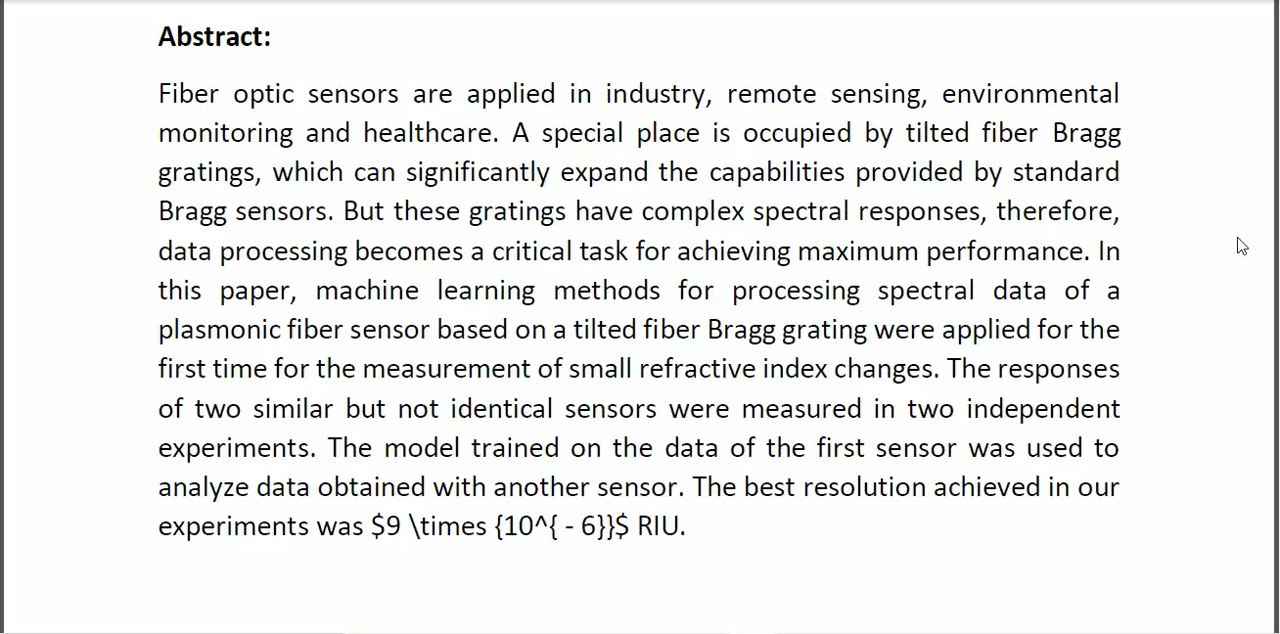 Abstract:
Fiber optic sensors are applied in industry, remote sensing, environmental
monitoring and healthcare. A special place is occupied by tilted fiber Bragg
gratings, which can significantly expand the capabilities provided by standard
Bragg sensors. But these gratings have complex spectral responses, therefore,
data processing becomes a critical task for achieving maximum performance. In
this paper, machine learning methods for processing spectral data of a
plasmonic fiber sensor based on a tilted fiber Bragg grating were applied for the
first time for the measurement of small refractive index changes. The responses
of two similar but not identical sensors were measured in two independent
experiments. The model trained on the data of the first sensor was used to
analyze data obtained with another sensor. The best resolution achieved in our
experiments was $9 \times {10^{ - 6}}$ RIU.